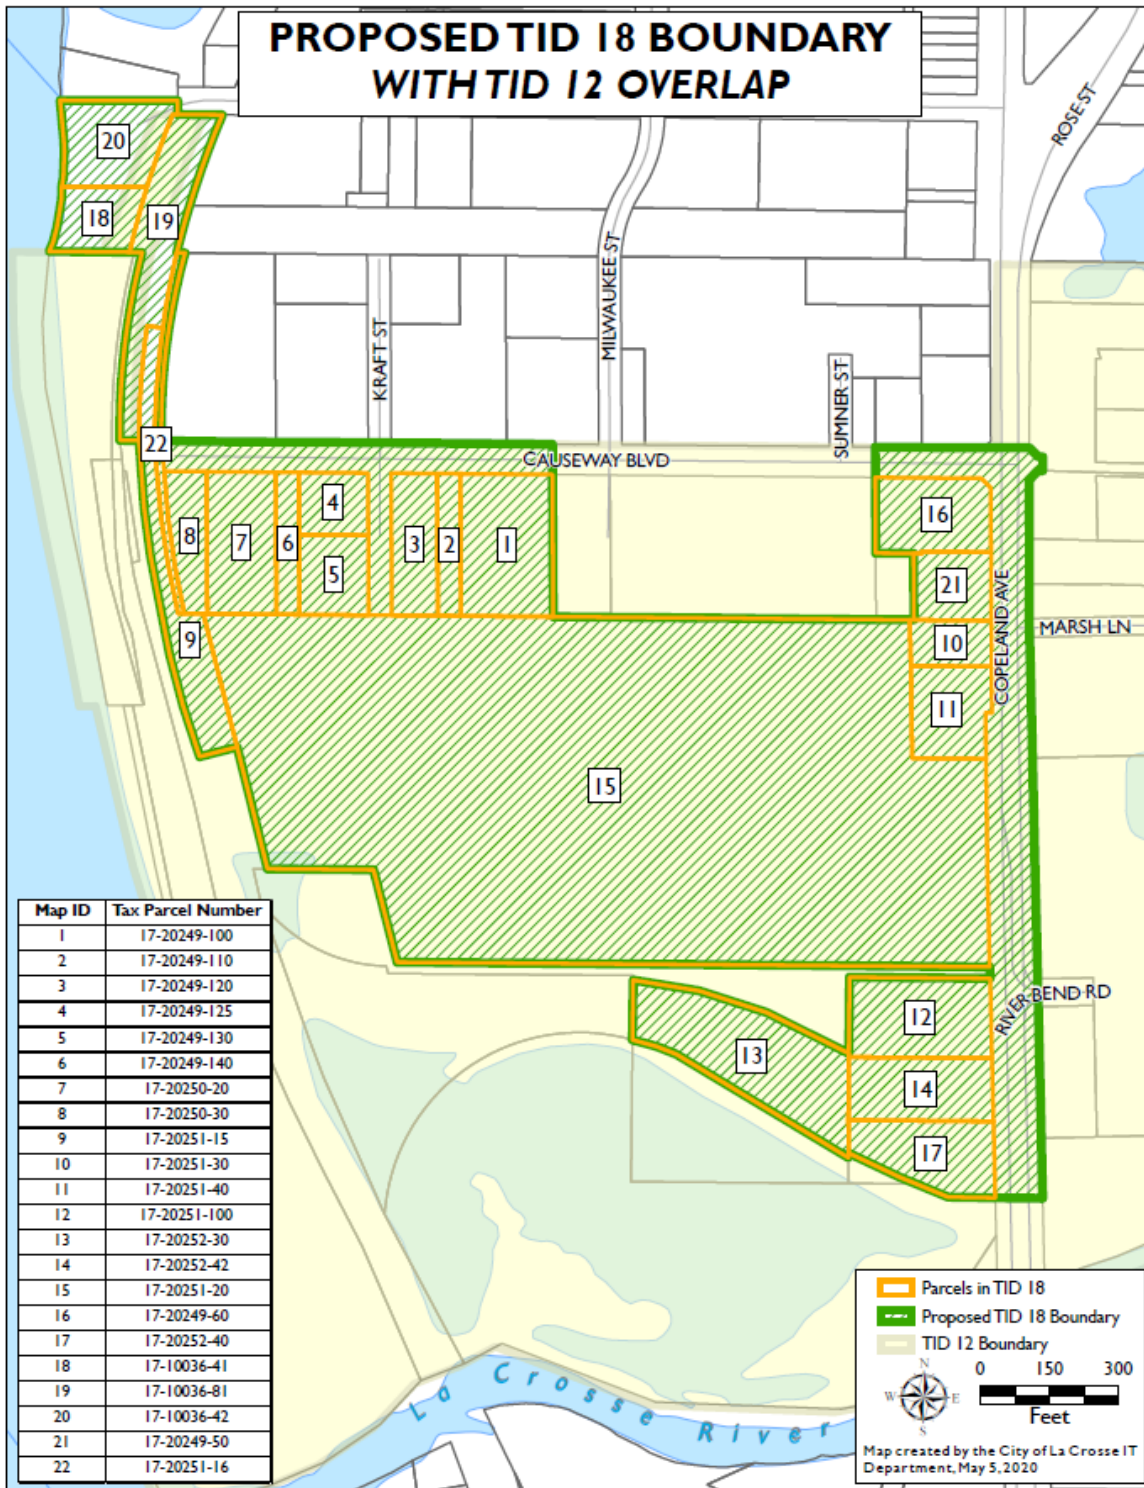 PROPOSED TID 18 BOUNDARY
WITH TID 12 OVERLAP
ROSE ST
20
18
19
MILWAUKEE ST
KRAFT ST
SUMNER ST
22
CAUSEWAY BLVD
4
16
8
7
6
3
2
1
5
21
COPELAND AVE
9
10
MARSH LN
11
15
Map ID Tax Parcel Number
1 17-20249-100
2 17-20249-110
3 17-20249-120
4 17-20249-125
5 17-20249-130
6 17-20249-140
7 17-20250-20
8 17-20250-30
9 17-20251-15
10 17-20251-30
11 17-20251-40
12 17-20251-100
13 17-20252-30
14 17-20252-42
15 17-20251-20
16 17-20249-60
17 17-20252-40
18 17-10036-41
19 17-10036-81
20 17-10036-42
21 17-20249-50
22 17-20251-16
RIVER BEND RD
12
13
14
17
La Crosse River
Parcels in TID 18
Proposed TID 18 Boundary
TID 12 Boundary
N
W E
S
0 150 300
Feet
Map created by the City of La Crosse IT
Department, May 5, 2020